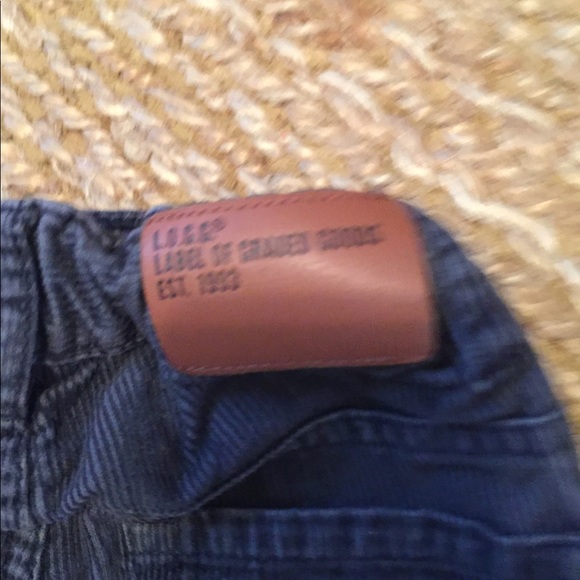 L.O.G.G®
LABEL OF GRADED GOODS
EST. 1993